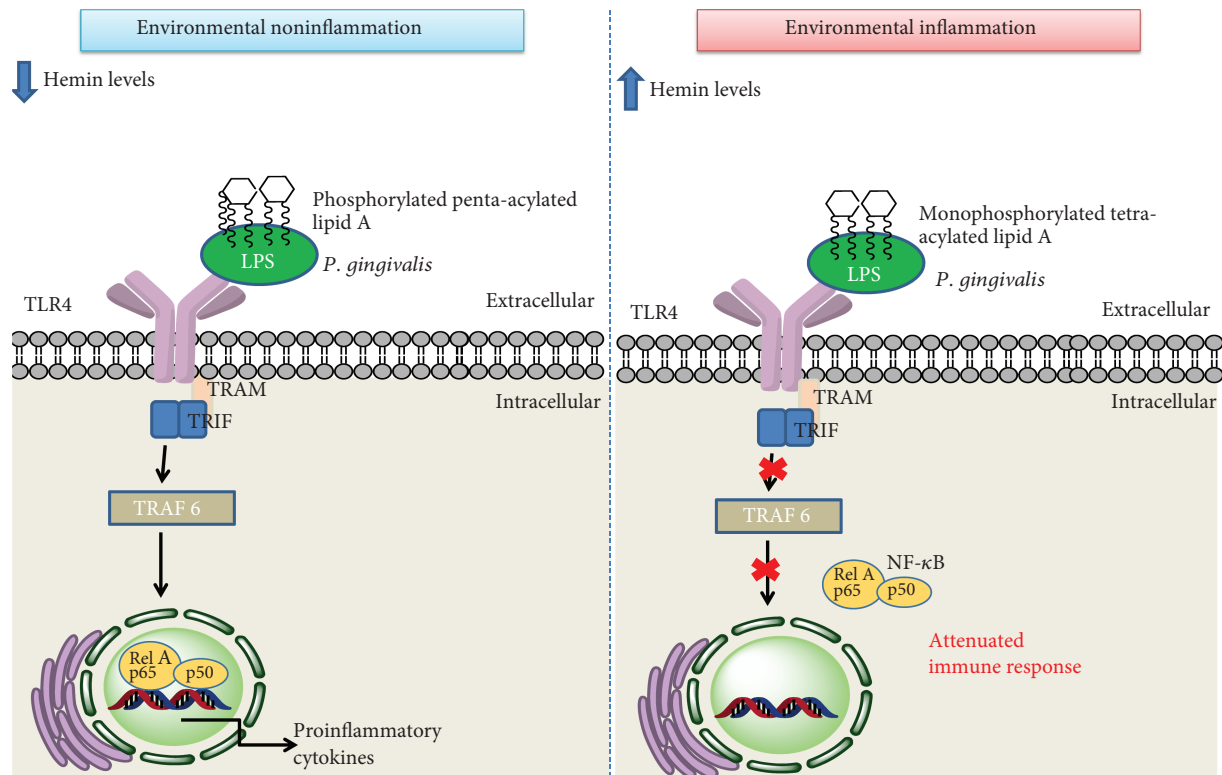 Environmental noninflammation
Hemin levels
Phosphorylated penta-acylated
lipid A
LPS
P. gingivalis
TLR4
Extracellular
Intracellular
TRAM
TRIF
TRAF 6
Rel A
p65
p50
Proinflammatory
cytokines
Environmental inflammation
Hemin levels
Monophosphorylated tetra-
acylated lipid A
LPS
P. gingivalis
TLR4
Extracellular
Intracellular
TRAM
TRIF
TRAF 6
NF-κB
Rel A
p65
p50
Attenuated
immune response